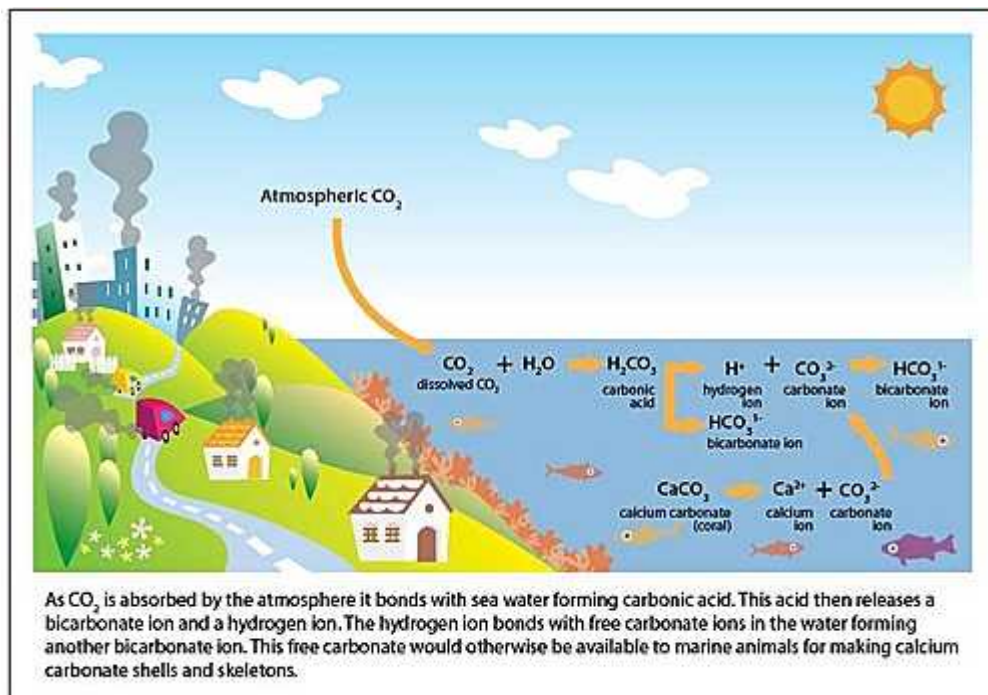 Atmospheric CO₂
CO₂ + H₂O H₂CO₃ H⁺ + CO₃²⁻ HCO₃¹⁻
dissolved CO₂ carbonic acid hydrogen ion carbonate ion bicarbonate ion
HCO₃¹⁻
bicarbonate ion
CaCO₃ Ca²⁺ + CO₃²⁻
calcium carbonate (coral) calcium ion carbonate ion
As CO₂ is absorbed by the atmosphere it bonds with sea water forming carbonic acid. This acid then releases a
bicarbonate ion and a hydrogen ion. The hydrogen ion bonds with free carbonate ions in the water forming
another bicarbonate ion. This free carbonate would otherwise be available to marine animals for making calcium
carbonate shells and skeletons.